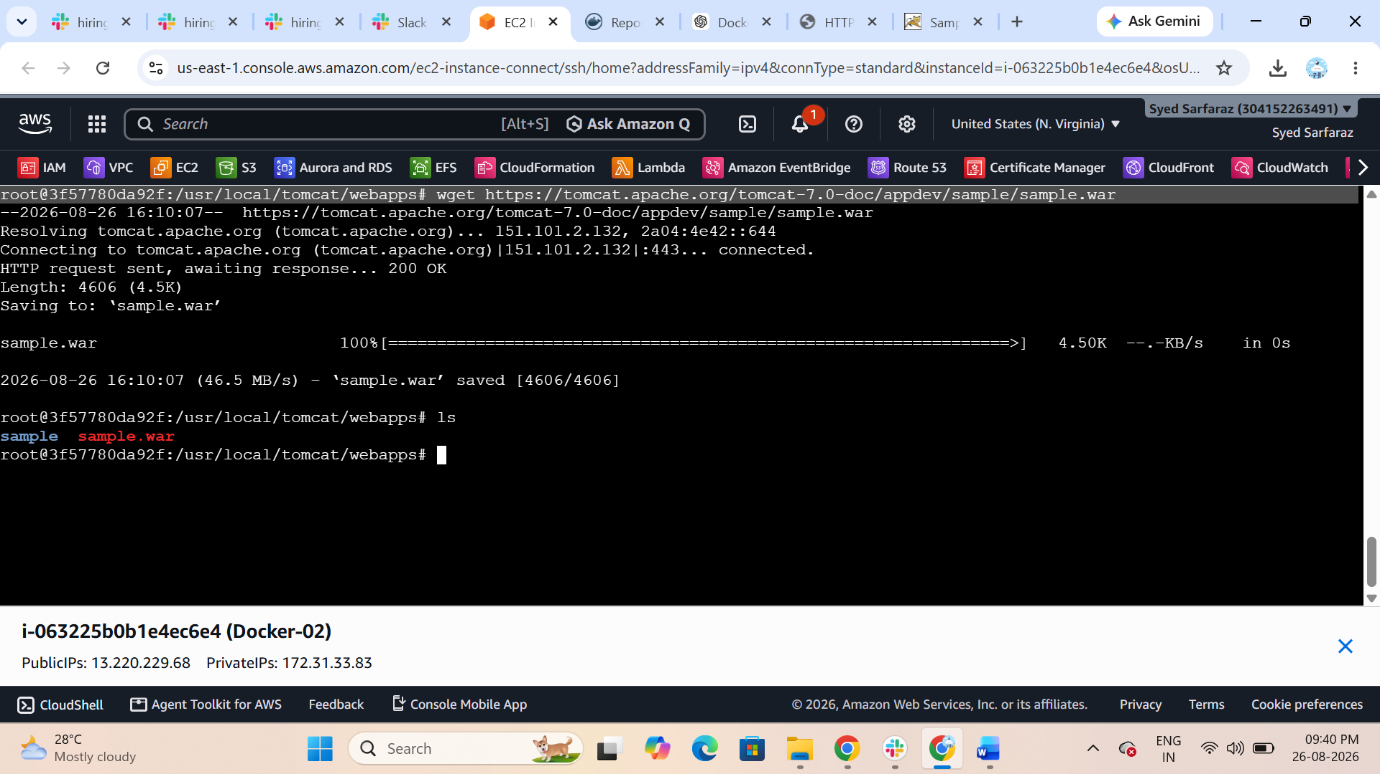 hiring
hiring
hiring
Slack
EC2 I
Repo
Dock
HTTP
Samp
Ask Gemini
us-east-1.console.aws.amazon.com/ec2-instance-connect/ssh/home?addressFamily=ipv4&connType=standard&instanceId=i-063225b0b1e4ec6e4&osU...
aws
Search
[Alt+S]
Ask Amazon Q
1
United States (N. Virginia)
Syed Sarfaraz (304152263491)
Syed Sarfaraz
IAM
VPC
EC2
S3
Aurora and RDS
EFS
CloudFormation
Lambda
Amazon EventBridge
Route 53
Certificate Manager
CloudFront
CloudWatch
root@3f57780da92f:/usr/local/tomcat/webapps# wget https://tomcat.apache.org/tomcat-7.0-doc/appdev/sample/sample.war
--2026-08-26 16:10:07--  https://tomcat.apache.org/tomcat-7.0-doc/appdev/sample/sample.war
Resolving tomcat.apache.org (tomcat.apache.org)... 151.101.2.132, 2a04:4e42::644
Connecting to tomcat.apache.org (tomcat.apache.org)|151.101.2.132|:443... connected.
HTTP request sent, awaiting response... 200 OK
Length: 4606 (4.5K)
Saving to: ‘sample.war’
sample.war 100%[================================================================>] 4.50K --.-KB/s in 0s
2026-08-26 16:10:07 (46.5 MB/s) - ‘sample.war’ saved [4606/4606]
root@3f57780da92f:/usr/local/tomcat/webapps# ls
sample  sample.war
root@3f57780da92f:/usr/local/tomcat/webapps#
i-063225b0b1e4ec6e4 (Docker-02)
PublicIPs: 13.220.229.68 PrivateIPs: 172.31.33.83
CloudShell
Agent Toolkit for AWS
Feedback
Console Mobile App
© 2026, Amazon Web Services, Inc. or its affiliates.
Privacy
Terms
Cookie preferences
28°C
Mostly cloudy
Search
ENG
IN
09:40 PM
26-08-2026